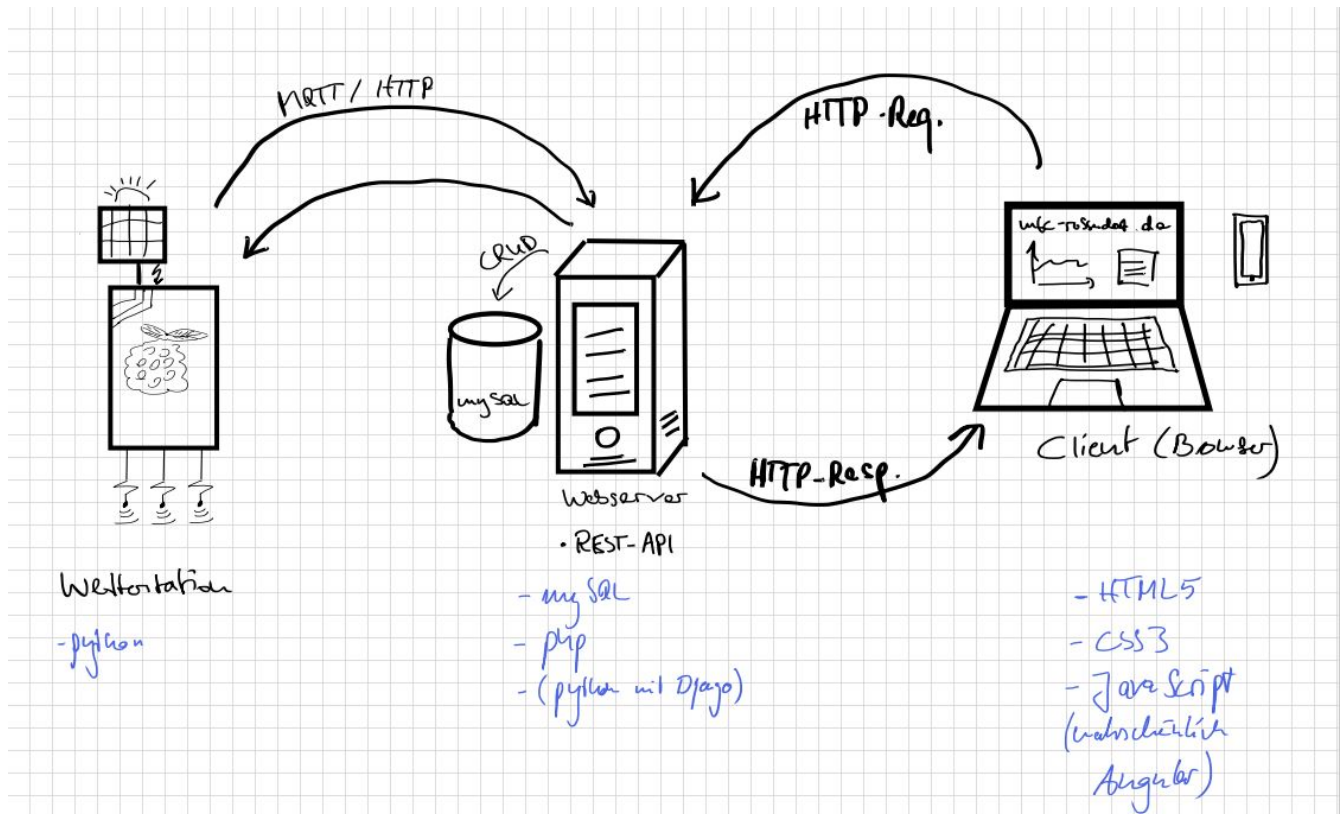 MQTT / HTTP
HTTP-Req.
CRUD
mySQL
HTTP-Resp.
Client (Browser)
Webserver
• REST-API
Wetterstation
- python
- mySQL
- php
- (python mit Django)
- HTML5
- CSS3
- JavaScript
(wahrscheinlich
Angular)